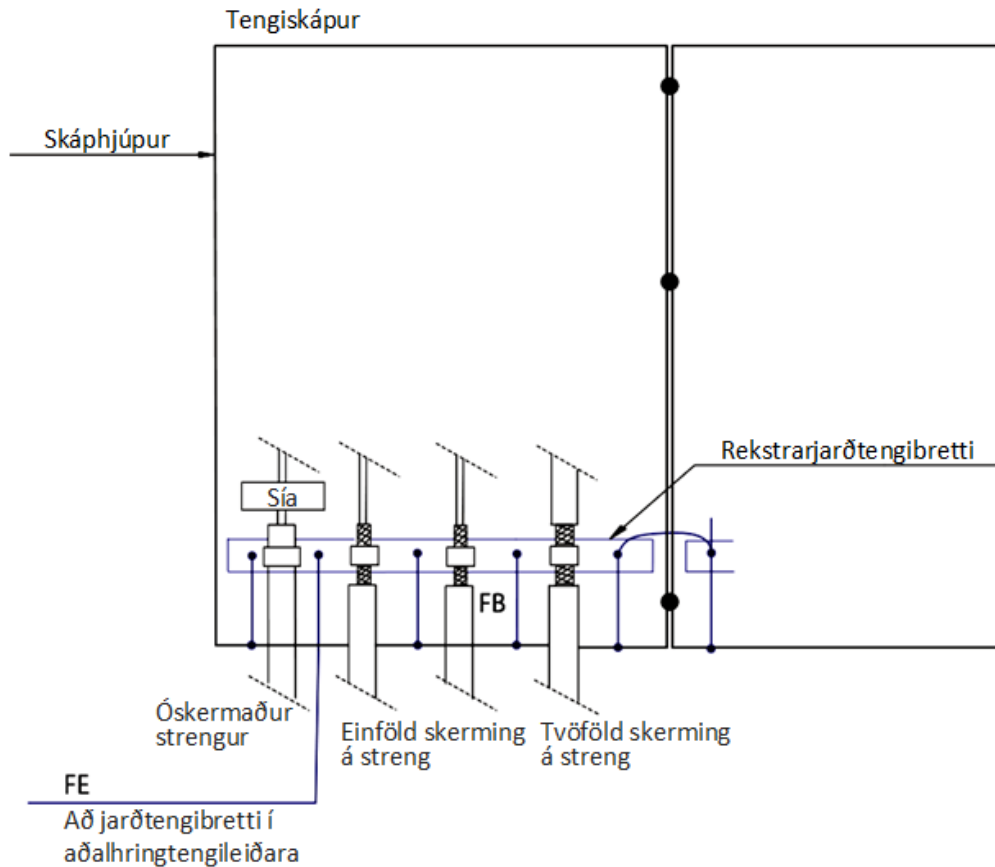 Tengiskápur
Skáphjúpur
Rekstrarjarðtengibretti
Sía
FB
Óskermaður
strengur
Einföld skerming
á streng
Tvöföld skerming
á streng
FE
Að jarðtengibretti í
aðalhringtengileiðara